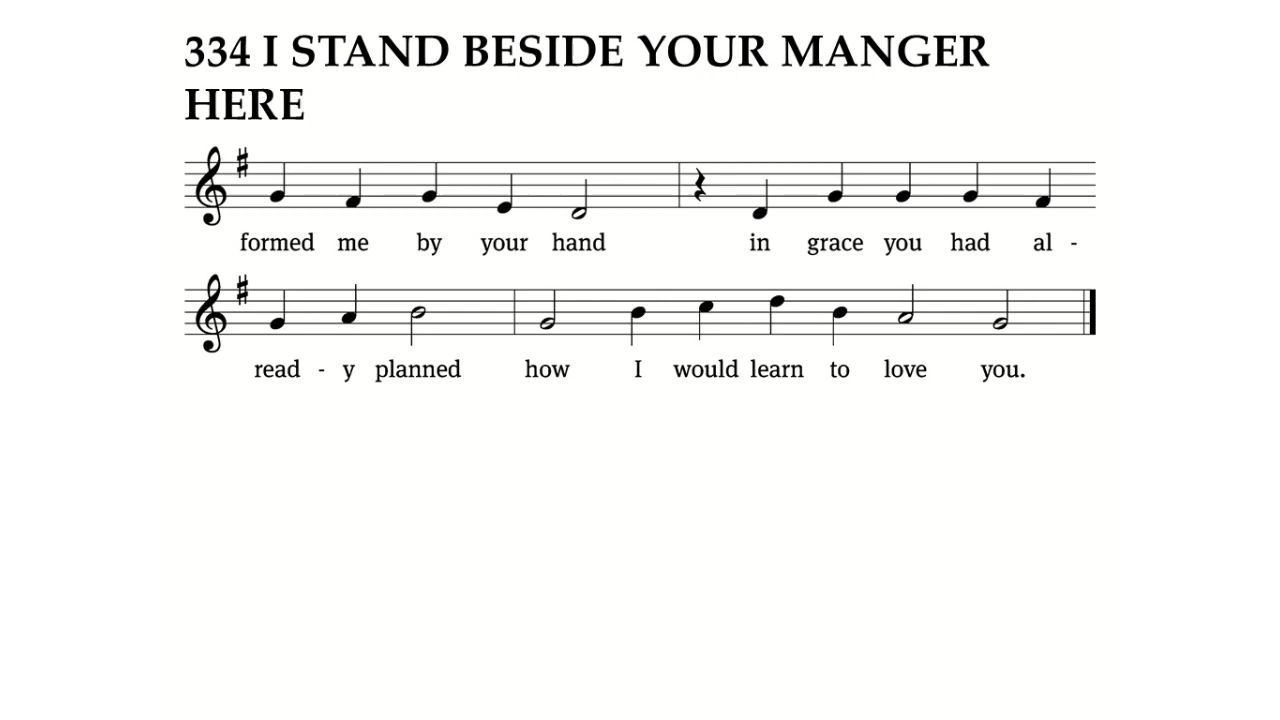 334 I STAND BESIDE YOUR MANGER
HERE
formed me by your hand in grace you had al -
read - y planned how I would learn to love you.